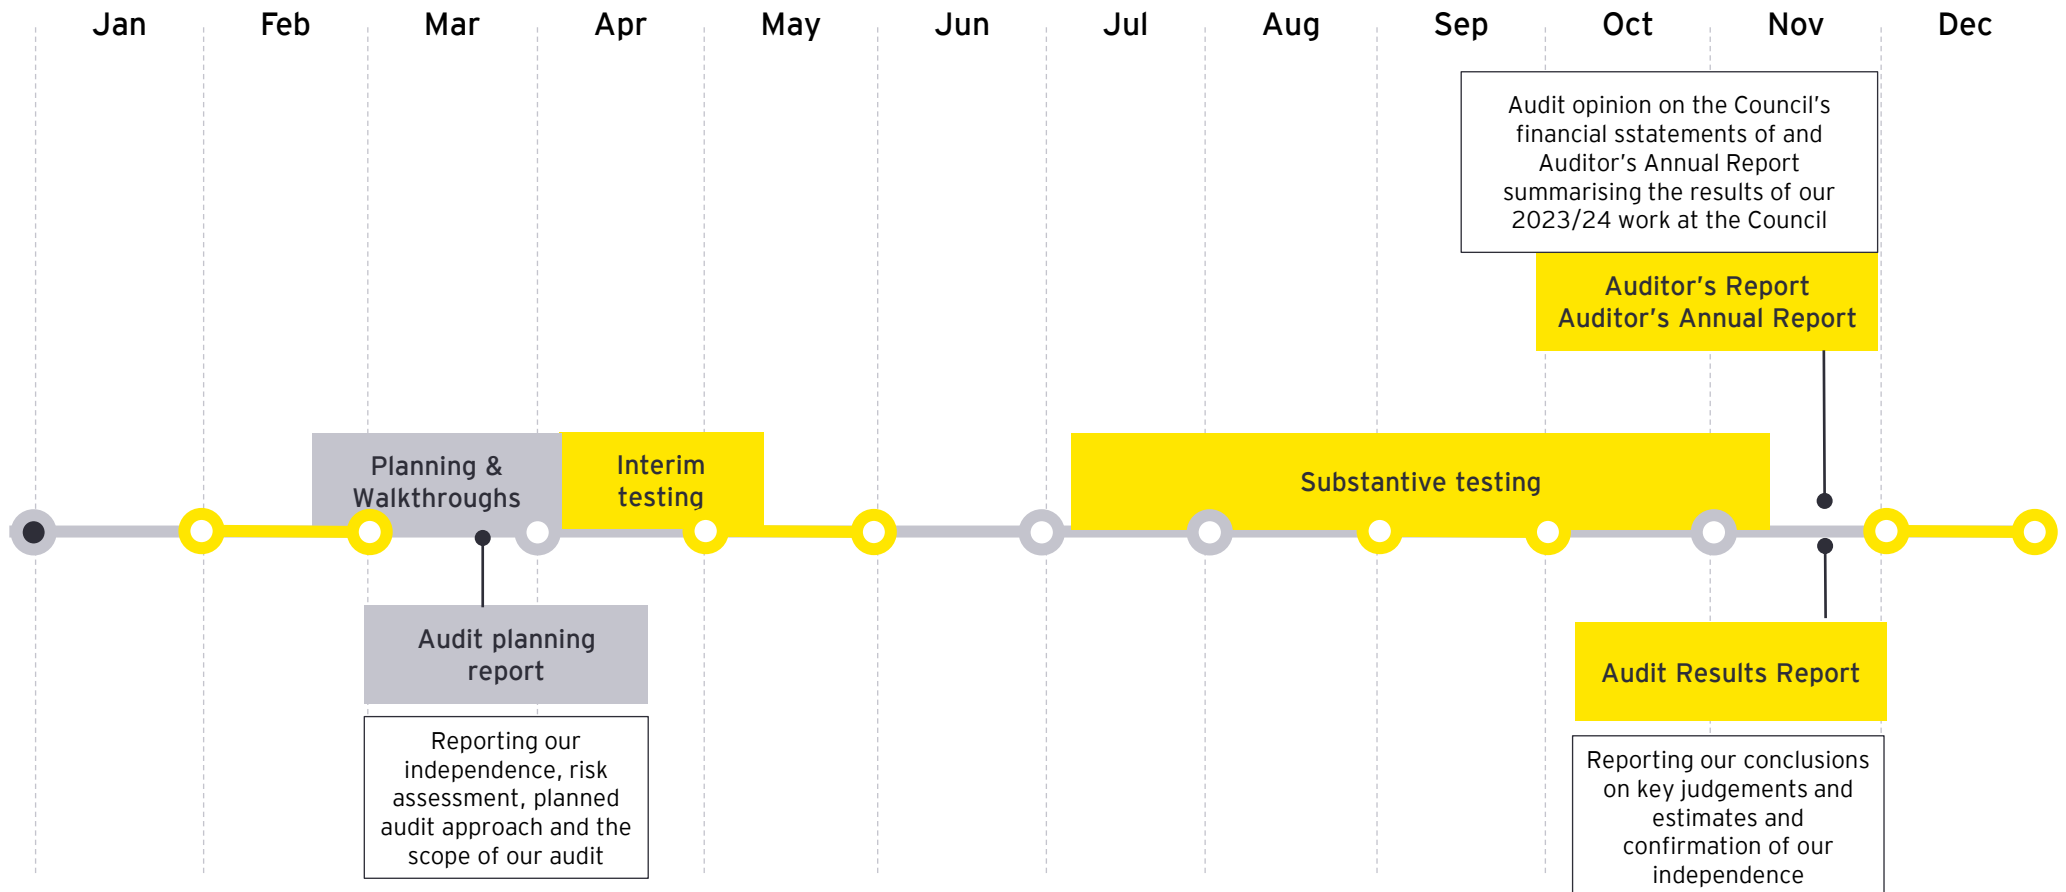 Jan
Feb
Mar
Apr
May
Jun
Jul
Aug
Sep
Oct
Nov
Dec
Audit opinion on the Council's
financial sstatements of and
Auditor's Annual Report
summarising the results of our
2023/24 work at the Council
Auditor's Report
Auditor's Annual Report
Planning &
Walkthroughs
Interim
testing
Substantive testing
Audit planning
report
Reporting our
independence, risk
assessment, planned
audit approach and the
scope of our audit
Audit Results Report
Reporting our conclusions
on key judgements and
estimates and
confirmation of our
independence